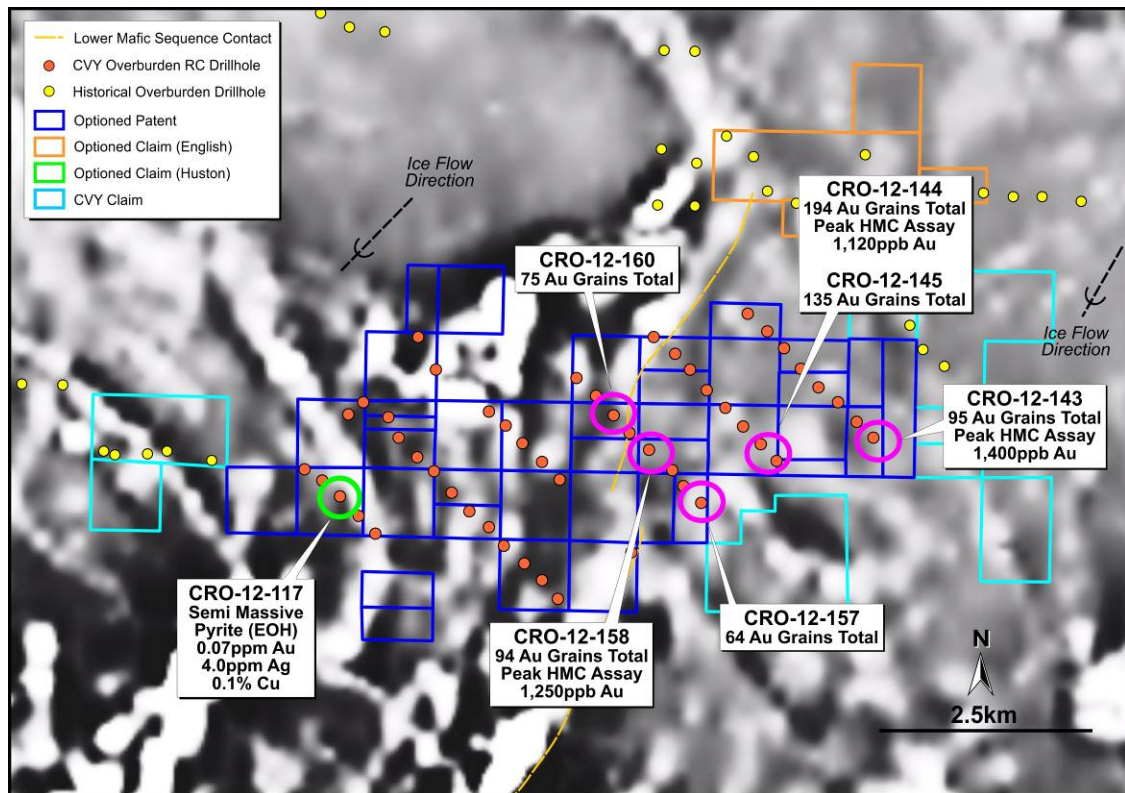 Lower Mafic Sequence Contact
CVY Overburden RC Drillhole
Historical Overburden Drillhole
Optioned Patent
Optioned Claim (English)
Optioned Claim (Huston)
CVY Claim
Ice Flow
Direction
CRO-12-144
194 Au Grains Total
Peak HMC Assay
1,120ppb Au
CRO-12-145
135 Au Grains Total
CRO-12-160
75 Au Grains Total
Ice Flow
Direction
CRO-12-143
95 Au Grains Total
Peak HMC Assay
1,400ppb Au
CRO-12-117
Semi Massive
Pyrite (EOH)
0.07ppm Au
4.0ppm Ag
0.1% Cu
CRO-12-158
94 Au Grains Total
Peak HMC Assay
1,250ppb Au
CRO-12-157
64 Au Grains Total
N
2.5km